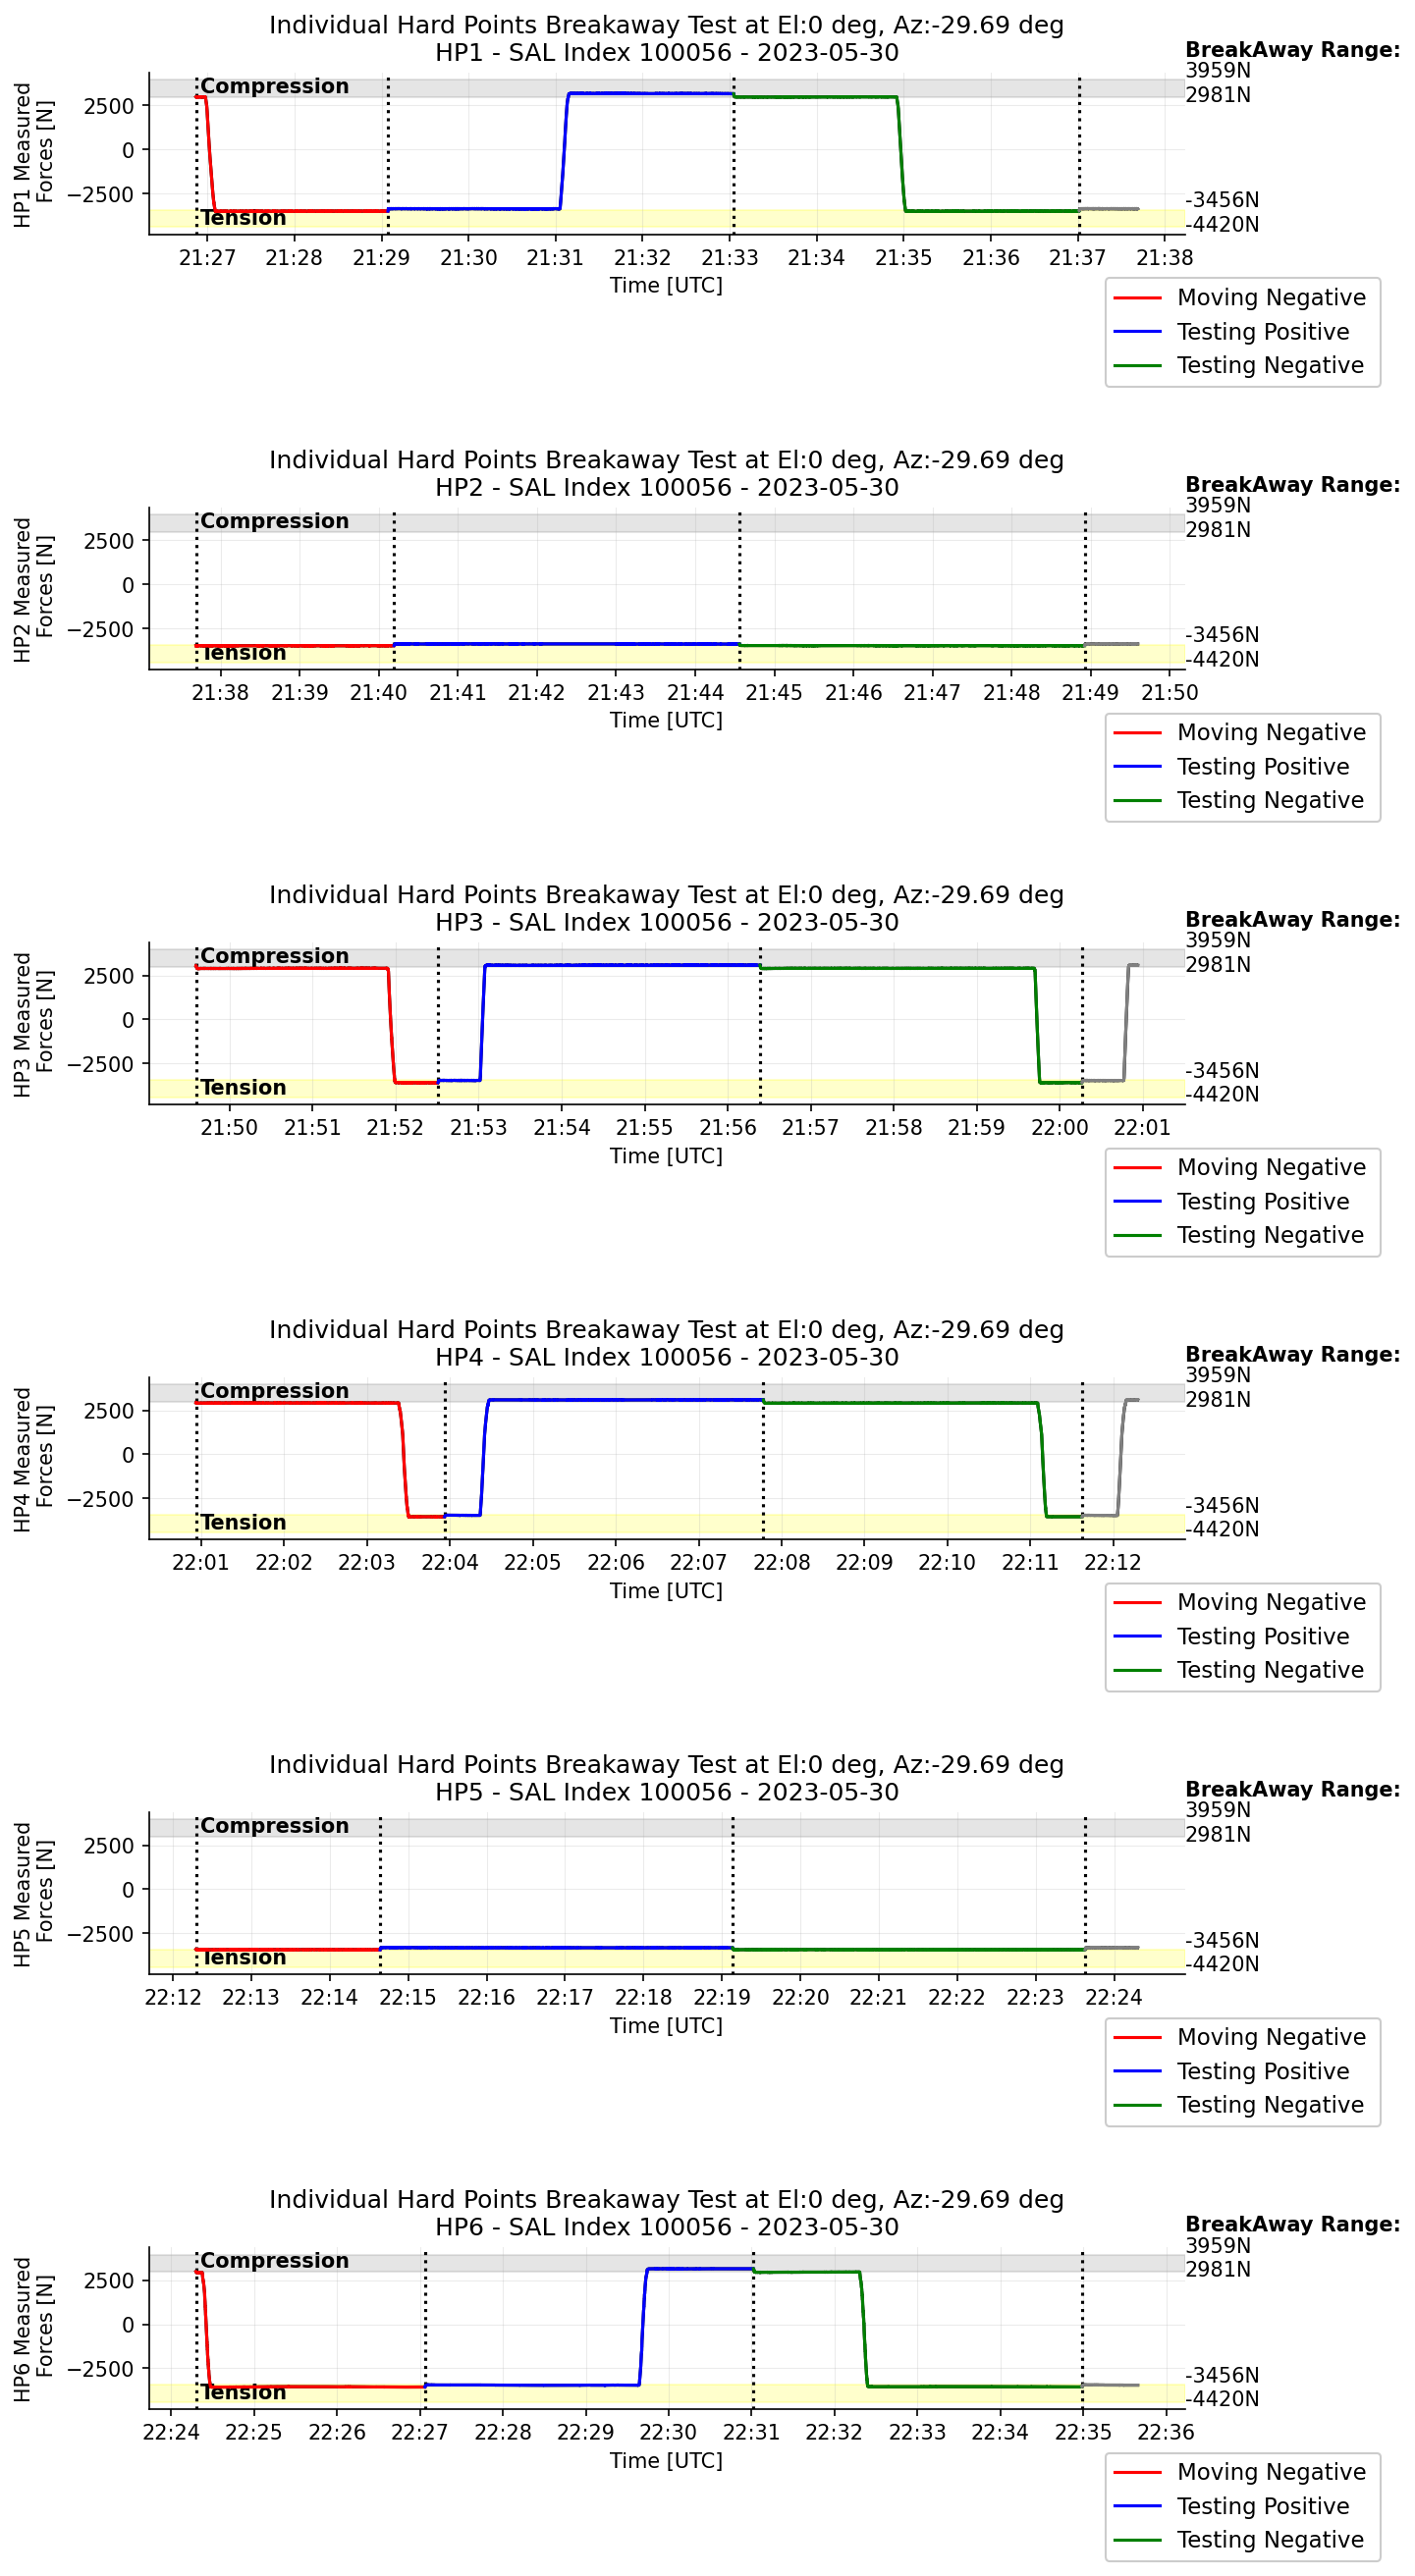 Individual Hard Points Breakaway Test at El:0 deg, Az:-29.69 deg
HP1 - SAL Index 100056 - 2023-05-30
BreakAway Range:
3959N
2981N
-3456N
-4420N
HP1 Measured
Forces [N]
2500
0
−2500
Compression
Tension
21:27 21:28 21:29 21:30 21:31 21:32 21:33 21:34 21:35 21:36 21:37 21:38
Time [UTC]
Moving Negative
Testing Positive
Testing Negative
Individual Hard Points Breakaway Test at El:0 deg, Az:-29.69 deg
HP2 - SAL Index 100056 - 2023-05-30
BreakAway Range:
3959N
2981N
-3456N
-4420N
HP2 Measured
Forces [N]
2500
0
−2500
Compression
Tension
21:38 21:39 21:40 21:41 21:42 21:43 21:44 21:45 21:46 21:47 21:48 21:49 21:50
Time [UTC]
Moving Negative
Testing Positive
Testing Negative
Individual Hard Points Breakaway Test at El:0 deg, Az:-29.69 deg
HP3 - SAL Index 100056 - 2023-05-30
BreakAway Range:
3959N
2981N
-3456N
-4420N
HP3 Measured
Forces [N]
2500
0
−2500
Compression
Tension
21:50 21:51 21:52 21:53 21:54 21:55 21:56 21:57 21:58 21:59 22:00 22:01
Time [UTC]
Moving Negative
Testing Positive
Testing Negative
Individual Hard Points Breakaway Test at El:0 deg, Az:-29.69 deg
HP4 - SAL Index 100056 - 2023-05-30
BreakAway Range:
3959N
2981N
-3456N
-4420N
HP4 Measured
Forces [N]
2500
0
−2500
Compression
Tension
22:01 22:02 22:03 22:04 22:05 22:06 22:07 22:08 22:09 22:10 22:11 22:12
Time [UTC]
Moving Negative
Testing Positive
Testing Negative
Individual Hard Points Breakaway Test at El:0 deg, Az:-29.69 deg
HP5 - SAL Index 100056 - 2023-05-30
BreakAway Range:
3959N
2981N
-3456N
-4420N
HP5 Measured
Forces [N]
2500
0
−2500
Compression
Tension
22:12 22:13 22:14 22:15 22:16 22:17 22:18 22:19 22:20 22:21 22:22 22:23 22:24
Time [UTC]
Moving Negative
Testing Positive
Testing Negative
Individual Hard Points Breakaway Test at El:0 deg, Az:-29.69 deg
HP6 - SAL Index 100056 - 2023-05-30
BreakAway Range:
3959N
2981N
-3456N
-4420N
HP6 Measured
Forces [N]
2500
0
−2500
Compression
Tension
22:24 22:25 22:26 22:27 22:28 22:29 22:30 22:31 22:32 22:33 22:34 22:35 22:36
Time [UTC]
Moving Negative
Testing Positive
Testing Negative